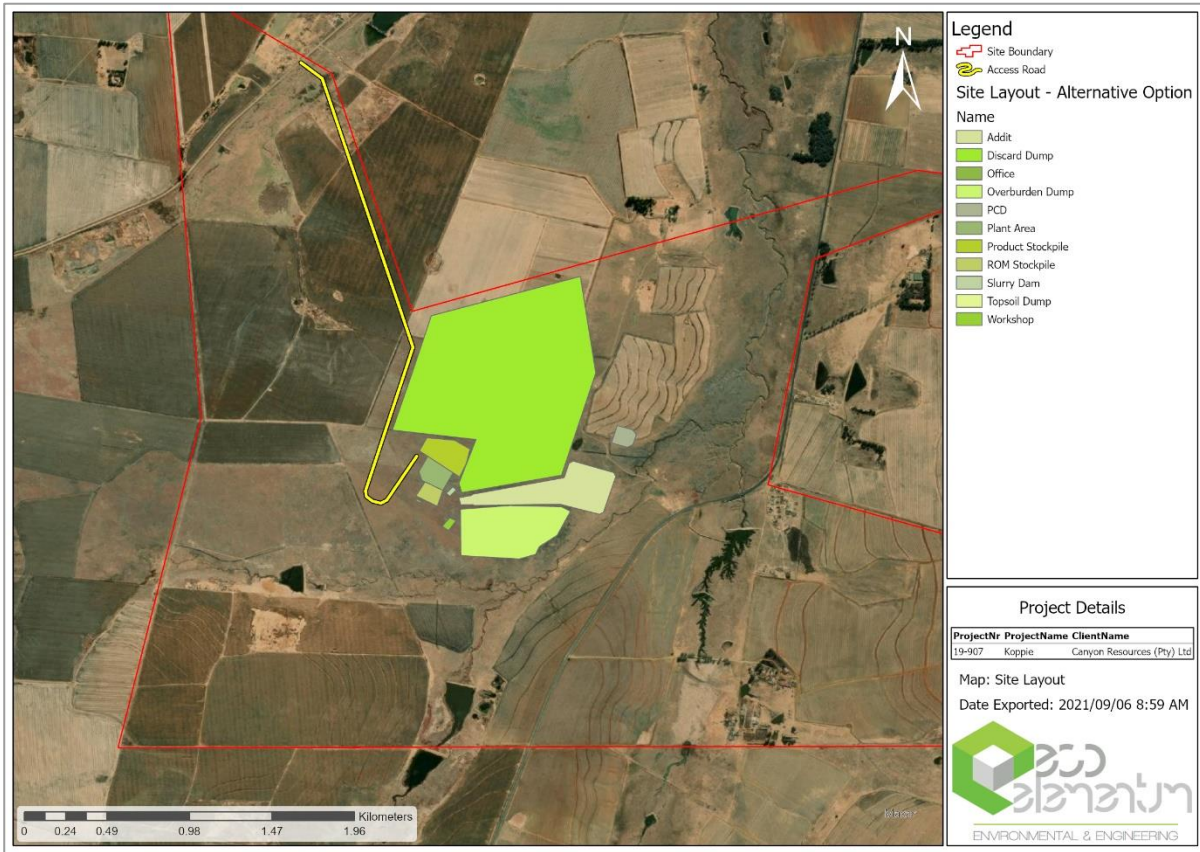 N
Legend
Site Boundary
Access Road
Site Layout - Alternative Option
Name
Addit
Discard Dump
Office
Overburden Dump
PCD
Plant Area
Product Stockpile
ROM Stockpile
Slurry Dam
Topsoil Dump
Workshop
Project Details
ProjectNr ProjectName ClientName
19-907 Koppie Canyon Resources (Pty) Ltd
Map: Site Layout
Date Exported: 2021/09/06 8:59 AM
eco
elementum
ENVIRONMENTAL & ENGINEERING
Kilometers
0 0.24 0.49 0.98 1.47 1.96
Maxar